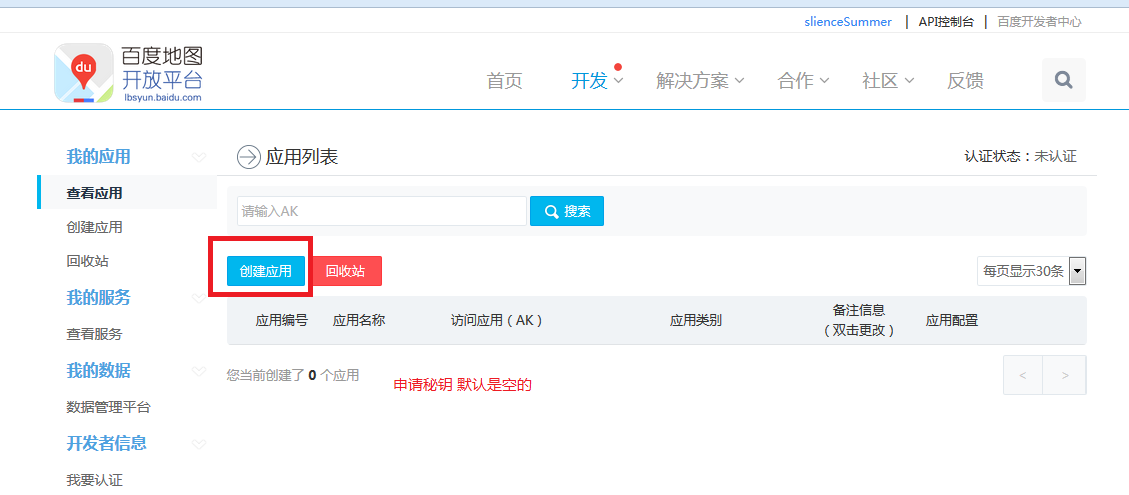 slienceSummer | API控制台 | 百度开发者中心
du
百度地图
开放平台
lbsyun.baidu.com
首页 开发 解决方案 合作 社区 反馈
我的应用
查看应用
创建应用
回收站
我的服务
查看服务
我的数据
数据管理平台
开发者信息
我要认证
应用列表 认证状态：未认证
请输入AK 搜索
创建应用 回收站 每页显示30条
应用编号 应用名称 访问应用（AK） 应用类别 备注信息（双击更改） 应用配置
您当前创建了 0 个应用 < >
申请秘钥 默认是空的